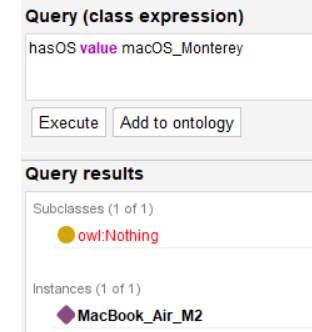 Query (class expression)
hasOS value macOS_Monterey
Execute Add to ontology
Query results
Subclasses (1 of 1)
owl:Nothing
Instances (1 of 1)
MacBook_Air_M2